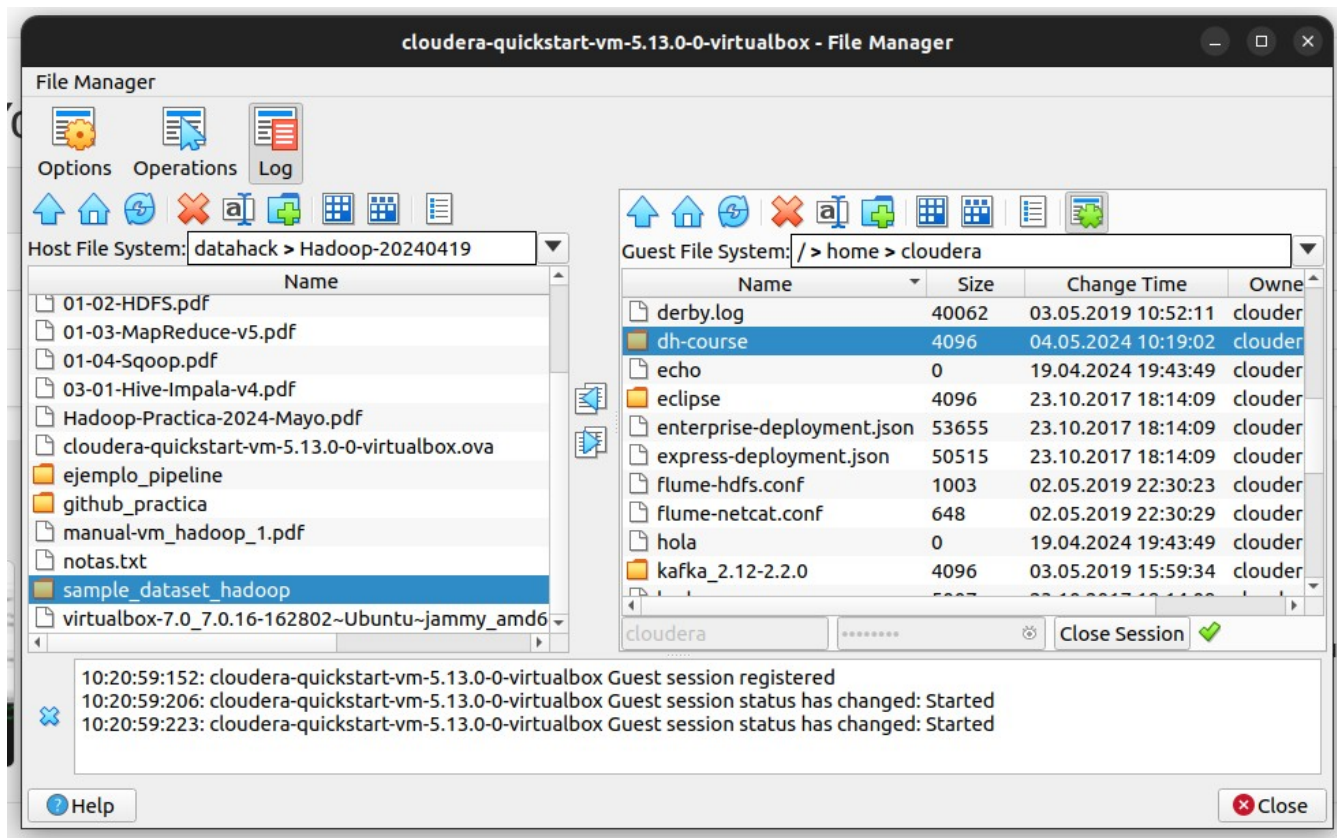 cloudera-quickstart-vm-5.13.0-0-virtualbox - File Manager
File Manager
Options Operations Log
Host File System: datahack > Hadoop-20240419
Name
01-02-HDFS.pdf
01-03-MapReduce-v5.pdf
01-04-Sqoop.pdf
03-01-Hive-Impala-v4.pdf
Hadoop-Practica-2024-Mayo.pdf
cloudera-quickstart-vm-5.13.0-0-virtualbox.ova
ejemplo_pipeline
github_practica
manual-vm_hadoop_1.pdf
notas.txt
sample_dataset_hadoop
virtualbox-7.0_7.0.16-162802~Ubuntu~jammy_amd6
Guest File System: / > home > cloudera
Name Size Change Time Owne
derby.log 40062 03.05.2019 10:52:11 clouder
dh-course 4096 04.05.2024 10:19:02 clouder
echo 0 19.04.2024 19:43:49 clouder
eclipse 4096 23.10.2017 18:14:09 clouder
enterprise-deployment.json 53655 23.10.2017 18:14:09 clouder
express-deployment.json 50515 23.10.2017 18:14:09 clouder
flume-hdfs.conf 1003 02.05.2019 22:30:23 clouder
flume-netcat.conf 648 02.05.2019 22:30:29 clouder
hola 0 19.04.2024 19:43:49 clouder
kafka_2.12-2.2.0 4096 03.05.2019 15:59:34 clouder
cloudera •••••••• Close Session
10:20:59:152: cloudera-quickstart-vm-5.13.0-0-virtualbox Guest session registered
10:20:59:206: cloudera-quickstart-vm-5.13.0-0-virtualbox Guest session status has changed: Started
10:20:59:223: cloudera-quickstart-vm-5.13.0-0-virtualbox Guest session status has changed: Started
Help
Close